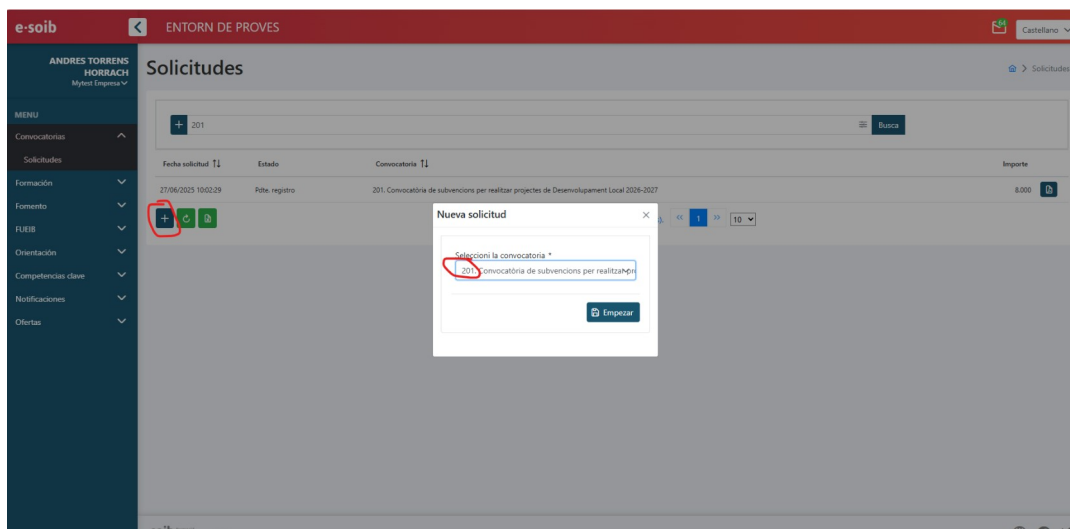 e·soib
ENTORN DE PROVES
64
Castellano
ANDRES TORRENS
HORRACH
Mytest Empresa
Solicitudes
Solicitudes
MENU
Convocatorias
Solicitudes
Formación
Fomento
FUEIB
Orientación
Competencias clave
Notificaciones
Ofertas
+ 201
Busca
Fecha solicitud
Estado
Convocatoria
Importe
27/06/2025 10:02:29
Pdte. registro
201. Convocatòria de subvencions per realitzar projectes de Desenvolupament Local 2026-2027
8.000
+
« 1 » 10
Nueva solicitud ×
Seleccioni la convocatoria *
201. Convocatòria de subvencions per realitzar
Empezar